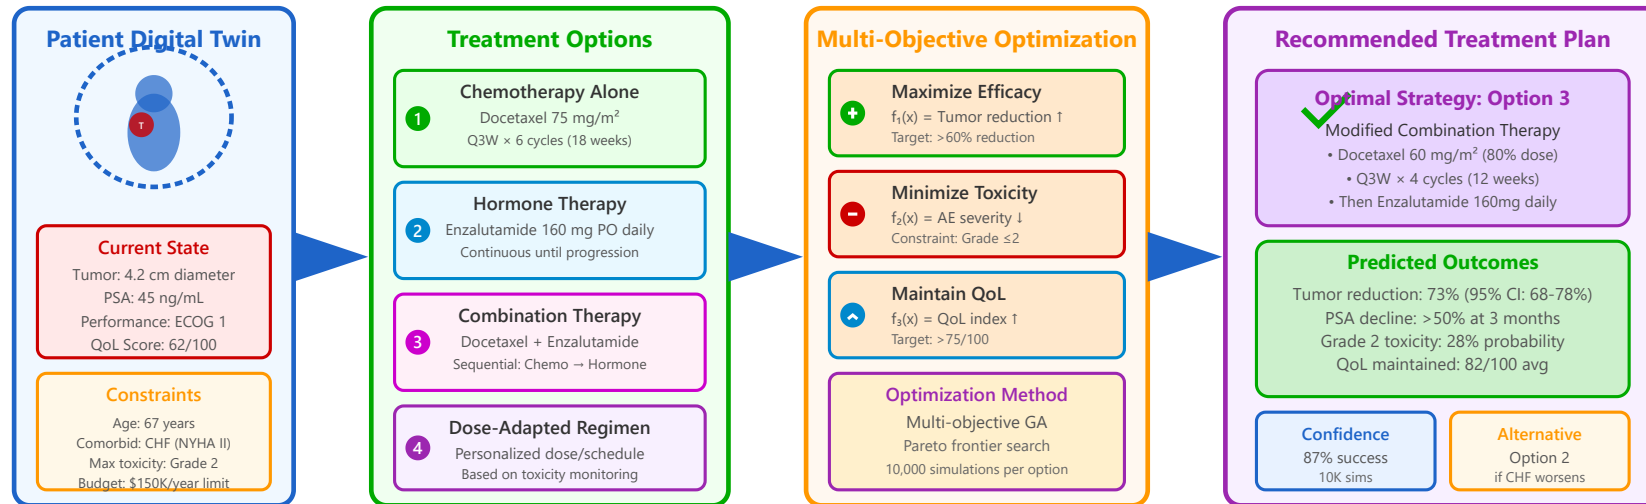 Patient Digital Twin
T
Current State
Tumor: 4.2 cm diameter
PSA: 45 ng/mL
Performance: ECOG 1
QoL Score: 62/100
Constraints
Age: 67 years
Comorbid: CHF (NYHA II)
Max toxicity: Grade 2
Budget: $150K/year limit
Treatment Options
1
Chemotherapy Alone
Docetaxel 75 mg/m²
Q3W × 6 cycles (18 weeks)
2
Hormone Therapy
Enzalutamide 160 mg PO daily
Continuous until progression
3
Combination Therapy
Docetaxel + Enzalutamide
Sequential: Chemo → Hormone
4
Dose-Adapted Regimen
Personalized dose/schedule
Based on toxicity monitoring
Multi-Objective Optimization
Maximize Efficacy
f₁(x) = Tumor reduction ↑
Target: >60% reduction
Minimize Toxicity
f₂(x) = AE severity ↓
Constraint: Grade ≤2
Maintain QoL
f₃(x) = QoL index ↑
Target: >75/100
Optimization Method
Multi-objective GA
Pareto frontier search
10,000 simulations per option
Recommended Treatment Plan
Optimal Strategy: Option 3
Modified Combination Therapy
• Docetaxel 60 mg/m² (80% dose)
• Q3W × 4 cycles (12 weeks)
• Then Enzalutamide 160mg daily
Predicted Outcomes
Tumor reduction: 73% (95% CI: 68-78%)
PSA decline: >50% at 3 months
Grade 2 toxicity: 28% probability
QoL maintained: 82/100 avg
Confidence
87% success
10K sims
Alternative
Option 2
if CHF worsens